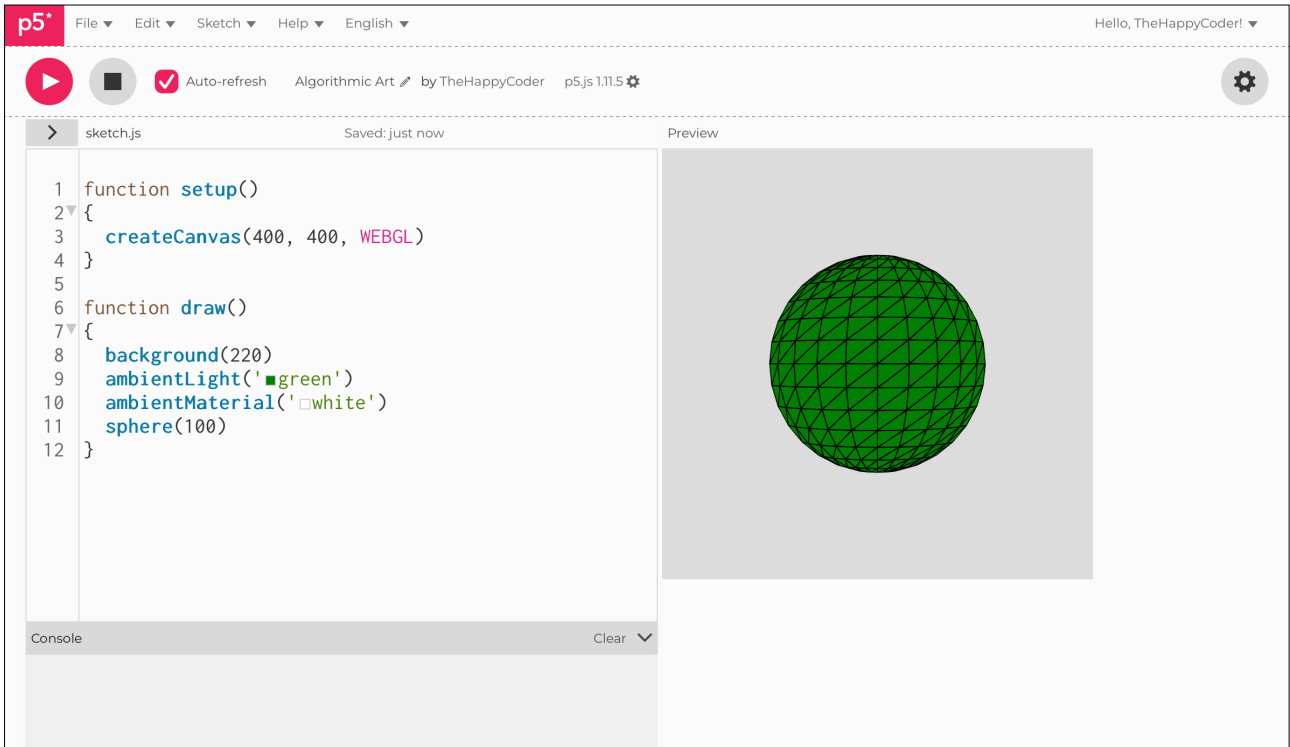 p5* File Edit Sketch Help English Hello, TheHappyCoder!
Auto-refresh Algorithmic Art by TheHappyCoder p5.js 1.11.5
sketch.js Saved: just now Preview
1 function setup()
2 {
3 createCanvas(400, 400, WEBGL)
4 }
5
6 function draw()
7 {
8 background(220)
9 ambientLight('green')
10 ambientMaterial('white')
11 sphere(100)
12 }
Console Clear